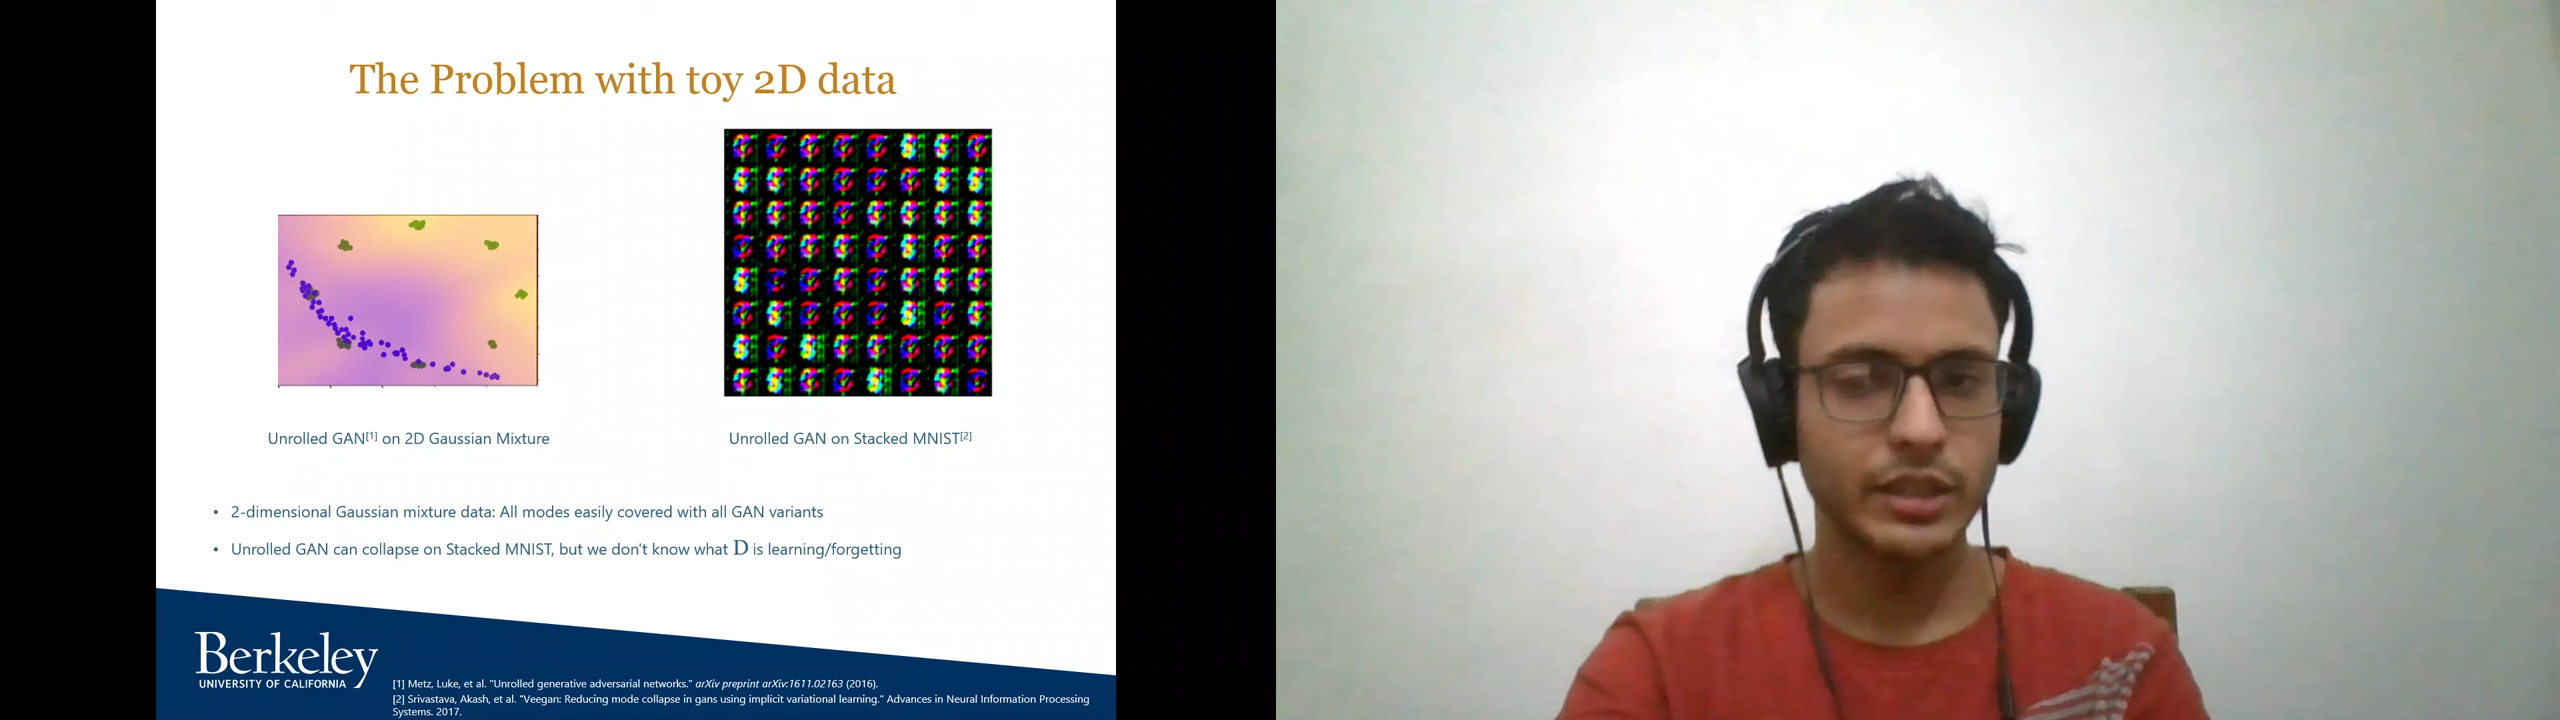 The Problem with toy 2D data
Unrolled GAN[1] on 2D Gaussian Mixture
Unrolled GAN on Stacked MNIST[2]
• 2-dimensional Gaussian mixture data: All modes easily covered with all GAN variants
• Unrolled GAN can collapse on Stacked MNIST, but we don't know what D is learning/forgetting
Berkeley
UNIVERSITY OF CALIFORNIA
[1] Metz, Luke, et al. "Unrolled generative adversarial networks." arXiv preprint arXiv:1611.02163 (2016).
[2] Srivastava, Akash, et al. "Veegan: Reducing mode collapse in gans using implicit variational learning." Advances in Neural Information Processing
Systems. 2017.